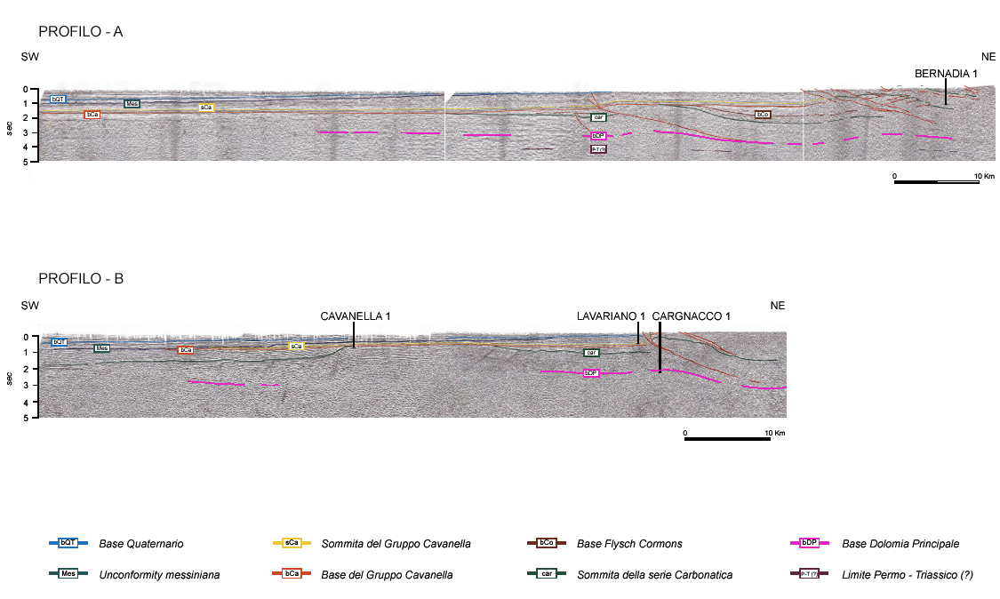 PROFILO - A
SW
NE
BERNADIA 1
0
1
2
3
4
5
sec
bQT
Mes
sCa
bCa
car
bCo
bDP
P-T (?)
0 10 Km
PROFILO - B
SW
NE
CAVANELLA 1
LAVARIANO 1 CARGNACCO 1
0
1
2
3
4
5
sec
bQT
Mes
bCa
sCa
car
bDP
0 10 Km
bQT Base Quaternario
sCa Sommita del Gruppo Cavanella
bCo Base Flysch Cormons
bDP Base Dolomia Principale
Mes Unconformity messiniana
bCa Base del Gruppo Cavanella
car Sommita della serie Carbonatica
P-T (?) Limite Permo - Triassico (?)